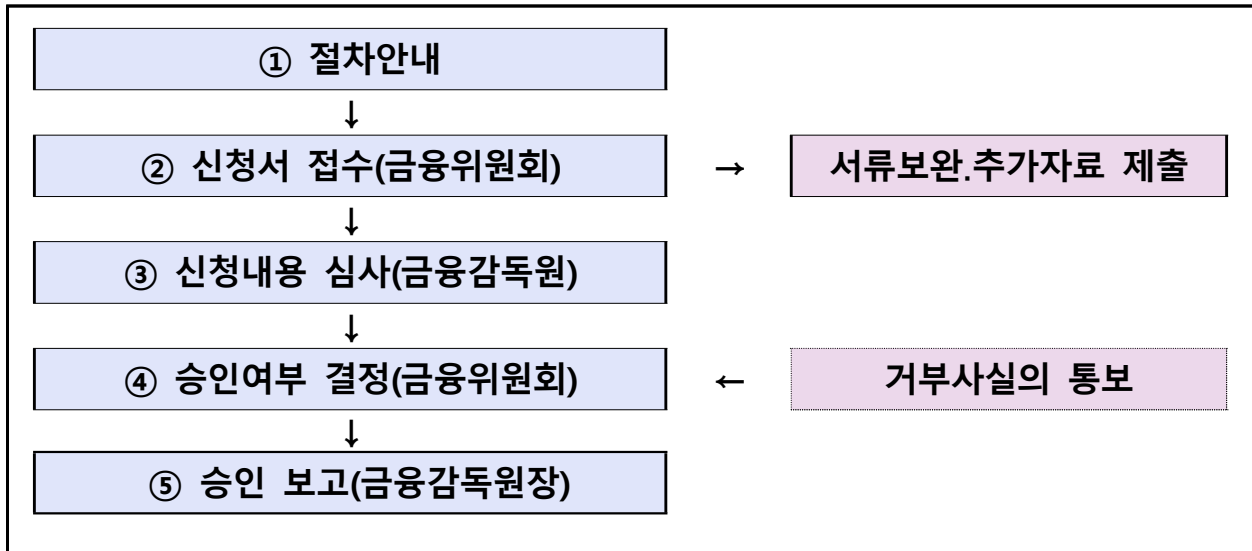 ① 절차안내
↓
② 신청서 접수(금융위원회) → 서류보완.추가자료 제출
↓
③ 신청내용 심사(금융감독원)
↓
④ 승인여부 결정(금융위원회) ← 거부사실의 통보
↓
⑤ 승인 보고(금융감독원장)